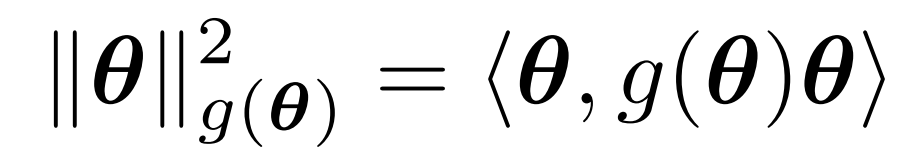 ‖𝜽‖²_{g(𝜽)} = ⟨𝜽, g(𝜽)𝜽⟩